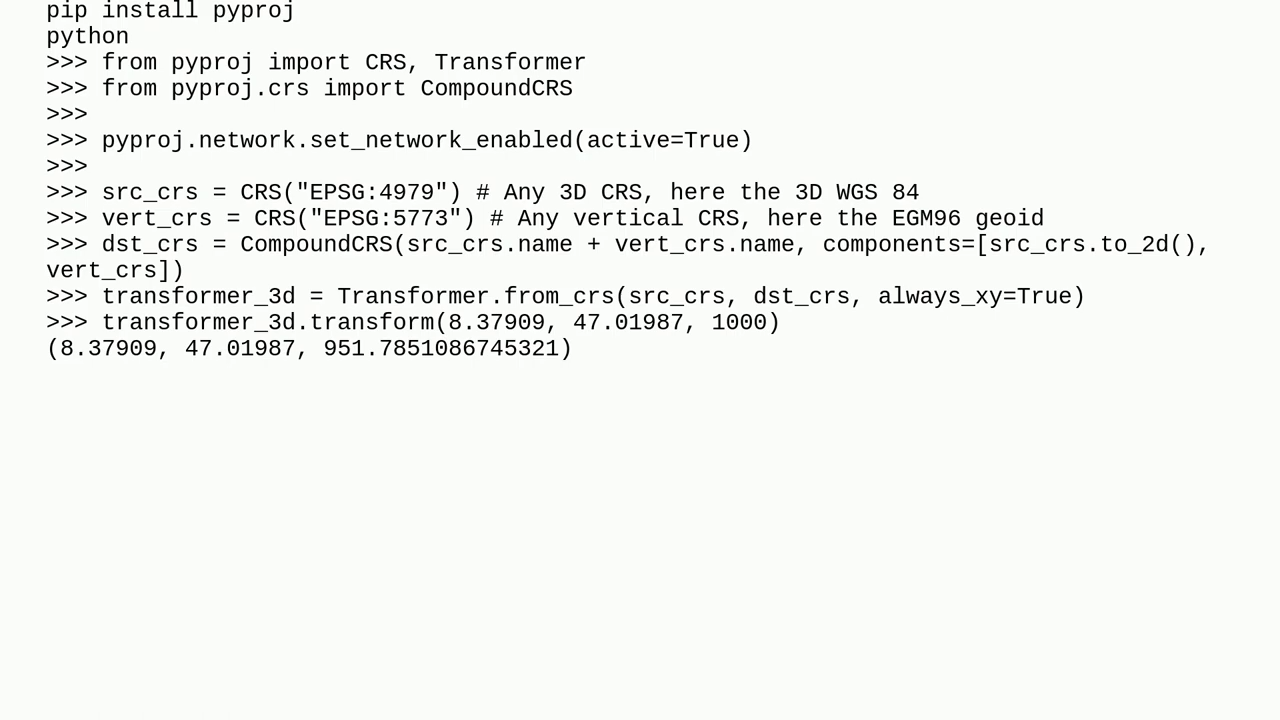 pip install pyproj
python
>>> from pyproj import CRS, Transformer
>>> from pyproj.crs import CompoundCRS
>>>
>>> pyproj.network.set_network_enabled(active=True)
>>>
>>> src_crs = CRS("EPSG:4979") # Any 3D CRS, here the 3D WGS 84
>>> vert_crs = CRS("EPSG:5773") # Any vertical CRS, here the EGM96 geoid
>>> dst_crs = CompoundCRS(src_crs.name + vert_crs.name, components=[src_crs.to_2d(),
vert_crs])
>>> transformer_3d = Transformer.from_crs(src_crs, dst_crs, always_xy=True)
>>> transformer_3d.transform(8.37909, 47.01987, 1000)
(8.37909, 47.01987, 951.7851086745321)